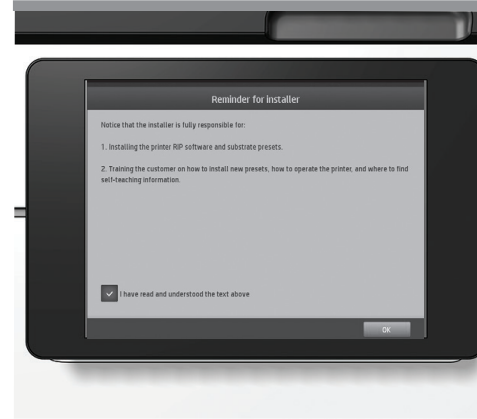 Reminder for installer
Notice that the installer is fully responsible for:
1. Installing the printer RIP software and substrate presets.
2. Training the customer on how to install new presets, how to operate the printer, and where to find
self-teaching information.
I have read and understood the text above
OK